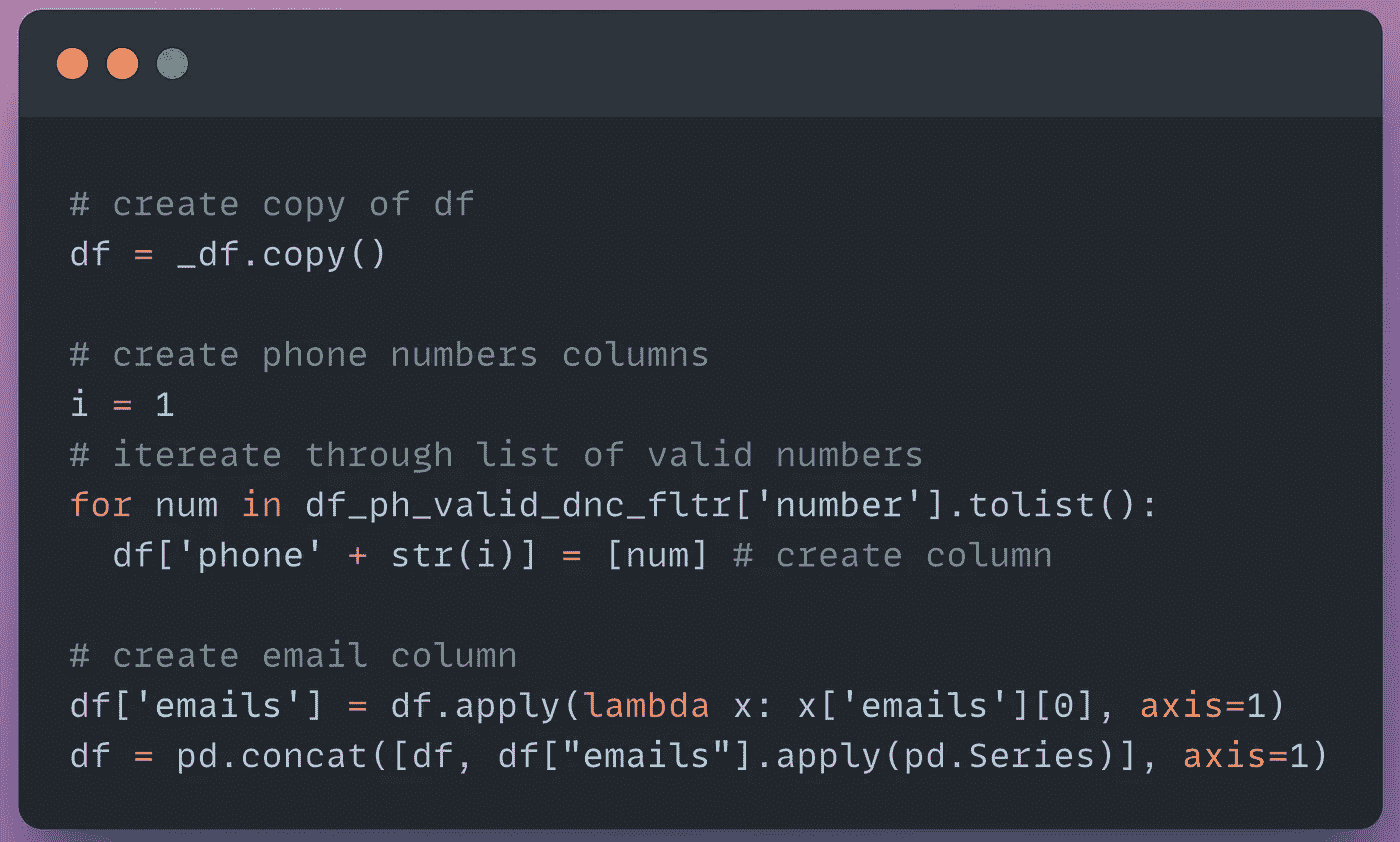 # create copy of df
df = _df.copy()
# create phone numbers columns
i = 1
# itereate through list of valid numbers
for num in df_ph_valid_dnc_fltr['number'].tolist():
  df['phone' + str(i)] = [num] # create column
# create email column
df['emails'] = df.apply(lambda x: x['emails'][0], axis=1)
df = pd.concat([df, df["emails"].apply(pd.Series)], axis=1)